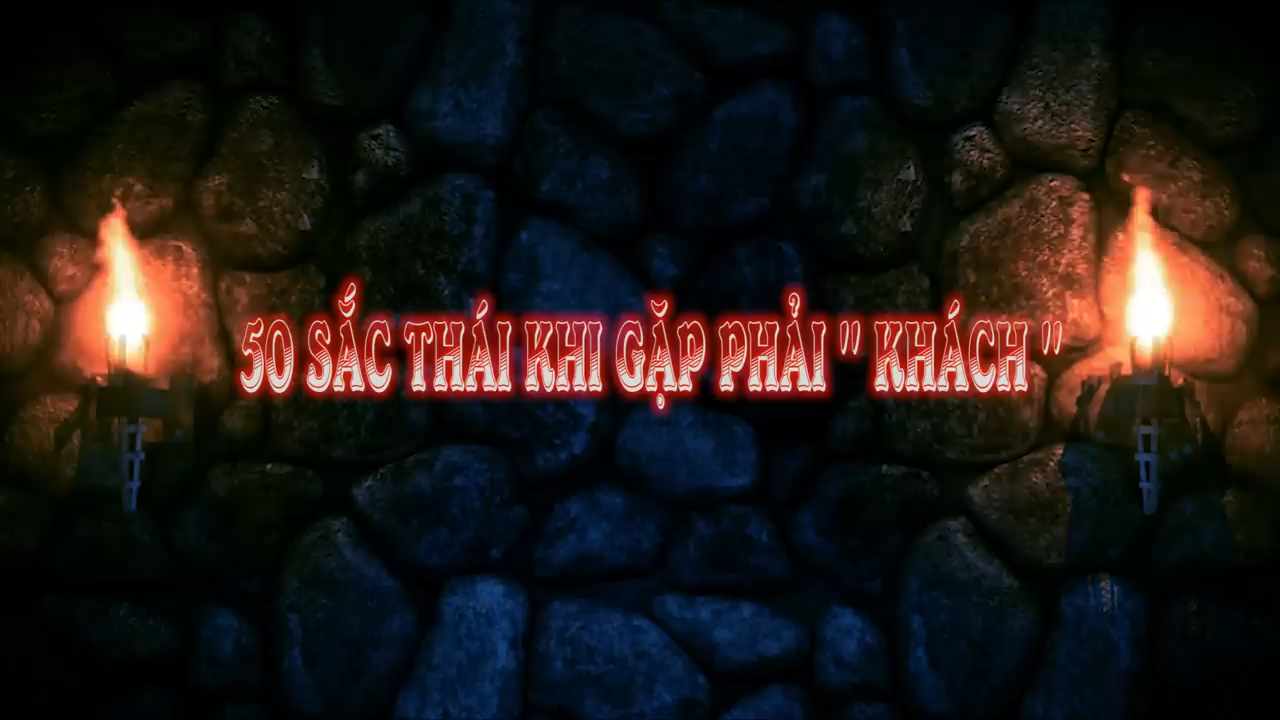 50 SẮC THÁI KHI GẶP PHẢI " KHÁCH "